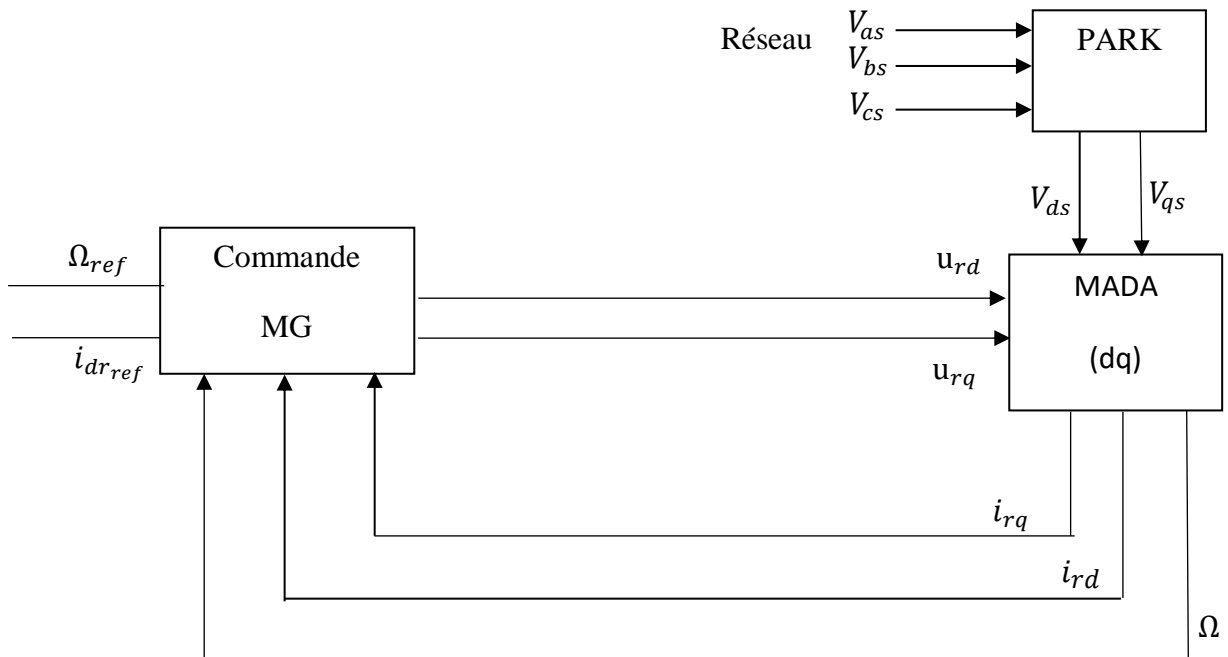 Réseau
V_as
V_bs
V_cs
PARK
V_ds
V_qs
Ω_ref
i_dr_ref
Commande
MG
u_rd
u_rq
MADA
(dq)
i_rq
i_rd
Ω